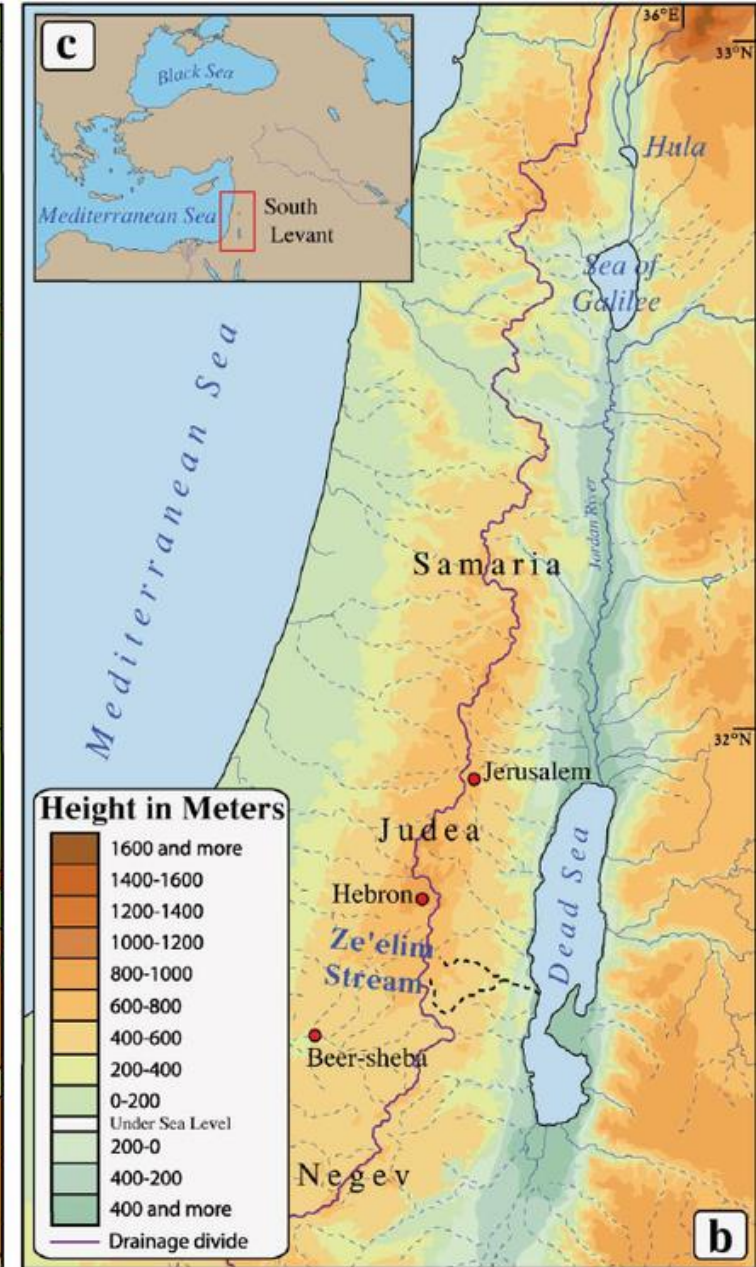 c
Black Sea
Mediterranean Sea
South
Levant
36°E
33°N
Hula
Sea of
Galilee
Mediterranean Sea
Jordan River
Samaria
32°N
Jerusalem
Judea
Hebron
Dead Sea
Ze'elim
Stream
Beer-sheba
Negev
Height in Meters
1600 and more
1400-1600
1200-1400
1000-1200
800-1000
600-800
400-600
200-400
0-200
Under Sea Level
200-0
400-200
400 and more
Drainage divide
b